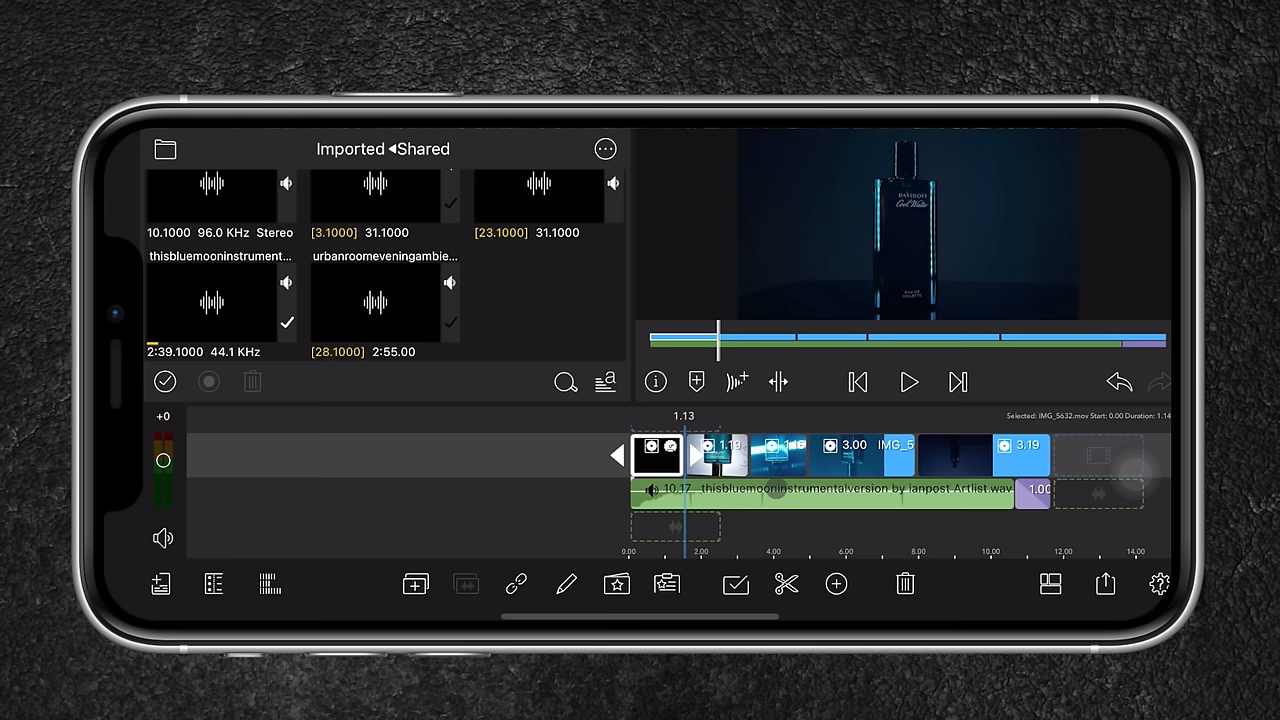 Imported ◀Shared
10.1000 96.0 KHz Stereo
[3.1000] 31.1000
[23.1000] 31.1000
thisbluemooninstrument...
urbanroomeveningambie...
2:39.1000 44.1 KHz
[28.1000] 2:55.00
DAVIDOFF
Cool Water
+0
1.13
Selected: IMG_5632.mov Start: 0.00 Duration: 1.14
1.19
3.00 IMG_5
3.19
10.17 thisbluemooninstrumentalversion by ianpost Artlist.wav
1.00
0.00 2.00 4.00 6.00 8.00 10.00 12.00 14.00